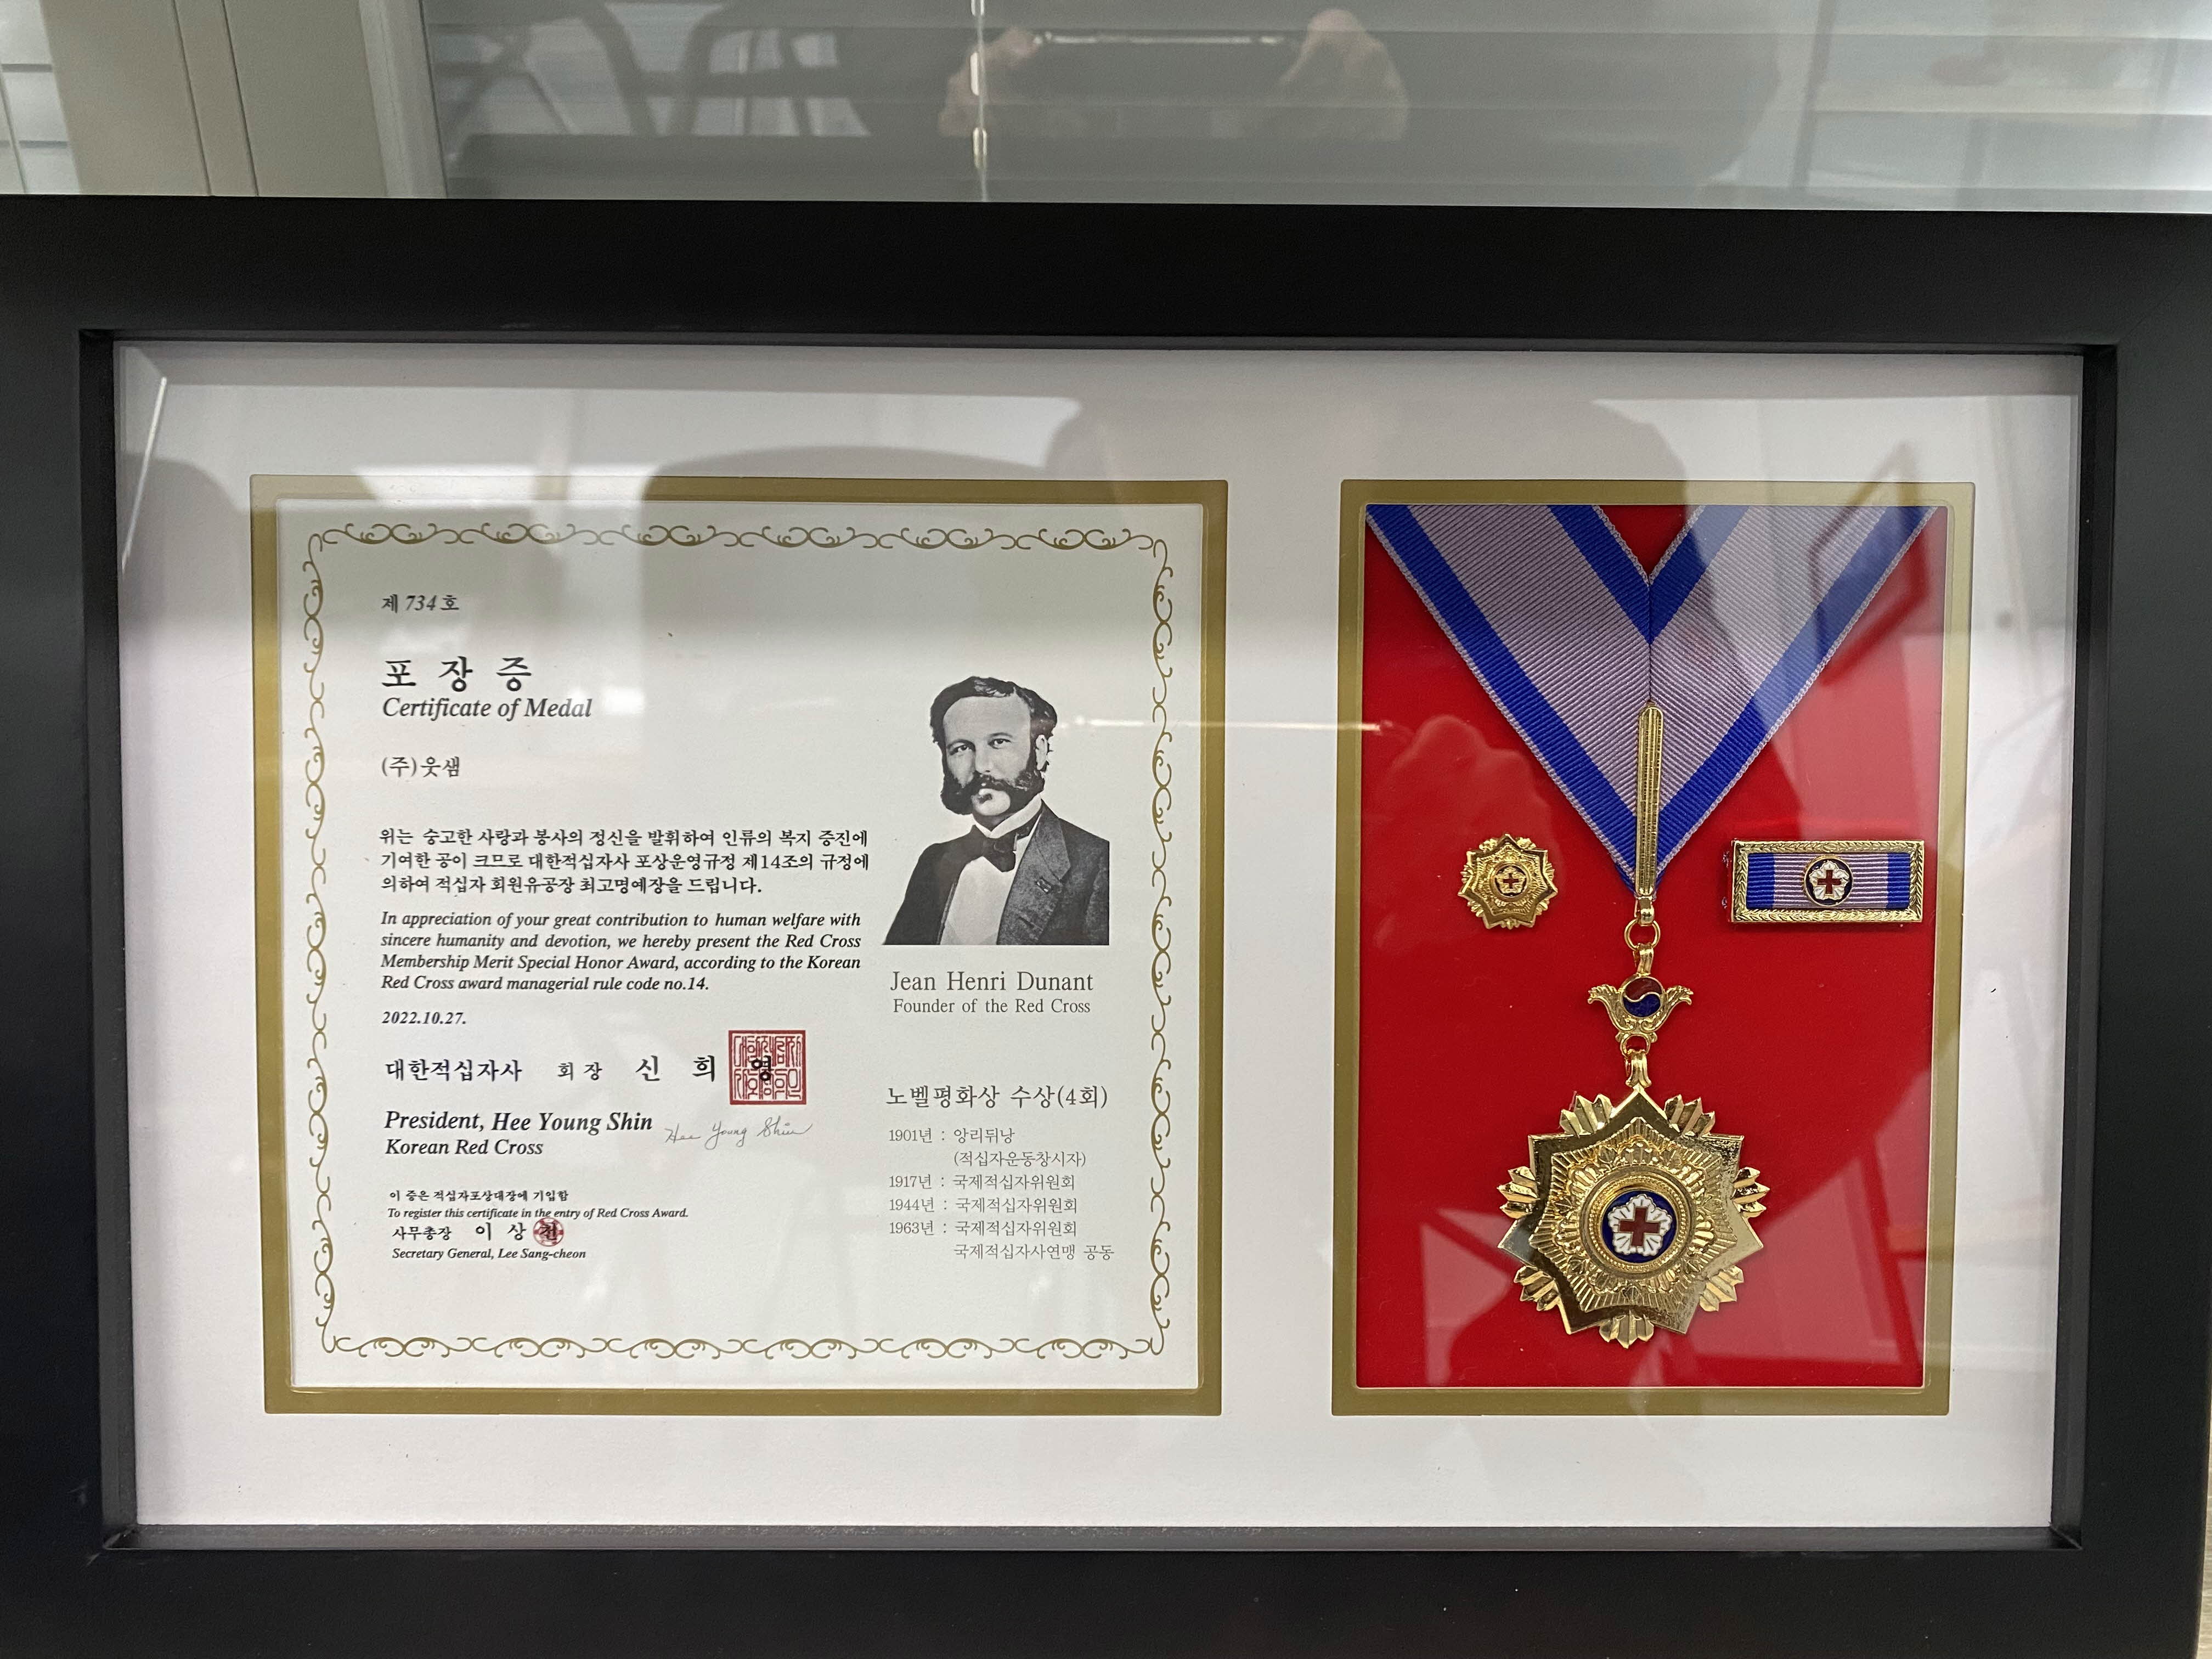 제 734 호
포 장 증
Certificate of Medal
(주)웃샘
위는 숭고한 사랑과 봉사의 정신을 발휘하여 인류의 복지 증진에
기여한 공이 크므로 대한적십자사 포상운영규정 제14조의 규정에
의하여 적십자 회원유공장 최고명예장을 드립니다.
In appreciation of your great contribution to human welfare with
sincere humanity and devotion, we hereby present the Red Cross
Membership Merit Special Honor Award, according to the Korean
Red Cross award managerial rule code no.14.
2022.10.27.
대한적십자사 회장 신 희 영
President, Hee Young Shin
Hee Young Shin
Korean Red Cross
이 증은 적십자포상대장에 기입함
To register this certificate in the entry of Red Cross Award.
사무총장 이 상 천
Secretary General, Lee Sang-cheon
Jean Henri Dunant
Founder of the Red Cross
노벨평화상 수상(4회)
1901년 : 앙리뒤낭
(적십자운동창시자)
1917년 : 국제적십자위원회
1944년 : 국제적십자위원회
1963년 : 국제적십자위원회
국제적십자사연맹 공동